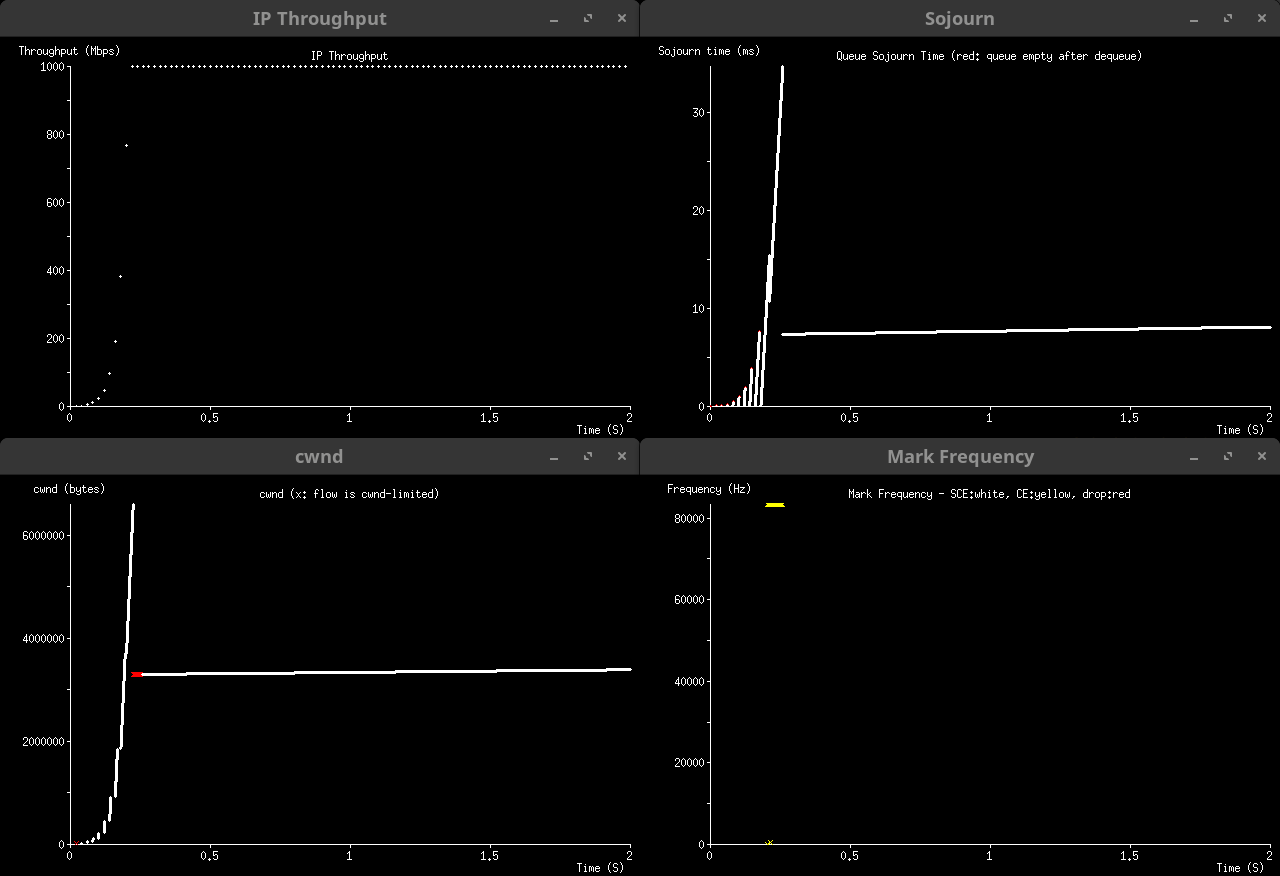 IP Throughput
Throughput (Mbps)
IP Throughput
1000
800
600
400
200
0
0
0.5
1
1.5
2
Time (S)
Sojourn
Sojourn time (ms)
Queue Sojourn Time (red: queue empty after dequeue)
30
20
10
0
0
0.5
1
1.5
2
Time (S)
cwnd
cwnd (bytes)
cwnd (x: flow is cwnd-limited)
6000000
4000000
2000000
0
0
0.5
1
1.5
2
Time (S)
Mark Frequency
Frequency (Hz)
Mark Frequency - SCE:white, CE:yellow, drop:red
80000
60000
40000
20000
0
0
0.5
1
1.5
2
Time (S)